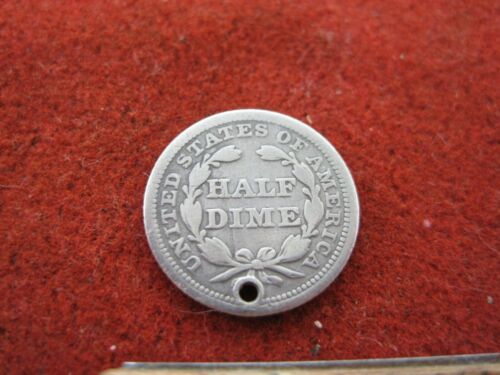 UNITED STATES OF AMERICA
HALF
DIME